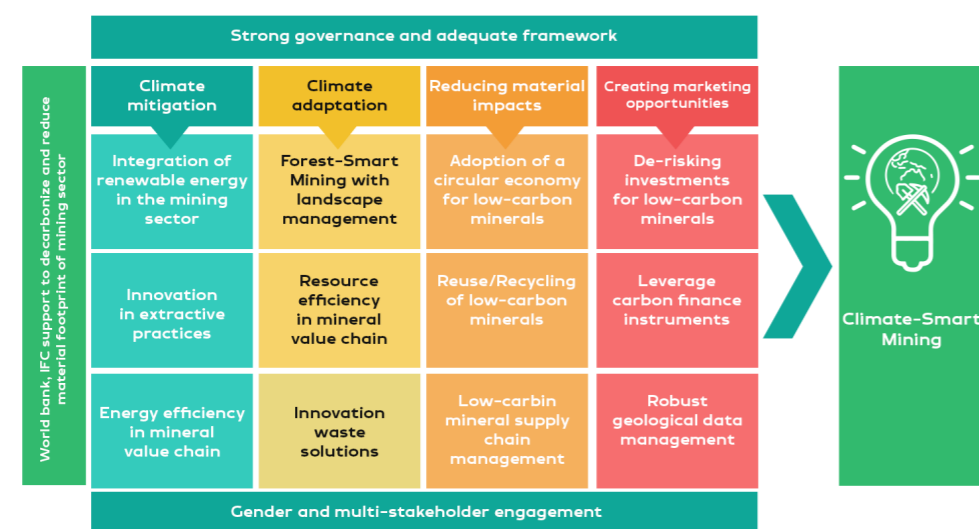 Strong governance and adequate framework
World bank, IFC support to decarbonize and reduce
material footprint of mining sector
Climate
mitigation
Climate
adaptation
Reducing material
impacts
Creating marketing
opportunities
Integration of
renewable energy
in the mining
sector
Forest-Smart
Mining with
landscape
management
Adoption of a
circular economy
for low-carbon
minerals
De-risking
investments
for low-carbon
minerals
Innovation
in extractive
practices
Resource
efficiency
in mineral
value chain
Reuse/Recycling
of low-carbon
minerals
Leverage
carbon finance
instruments
Energy efficiency
in mineral
value chain
Innovation
waste
solutions
Low-carbin
mineral supply
chain
management
Robust
geological data
management
Gender and multi-stakeholder engagement
Climate-Smart
Mining